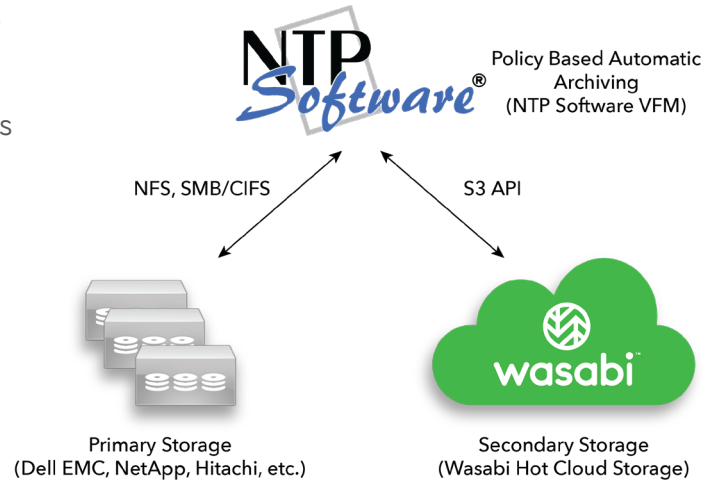 NTP
Software®
Policy Based Automatic
Archiving
(NTP Software VFM)
s
NFS, SMB/CIFS
S3 API
wasabi™
Primary Storage
(Dell EMC, NetApp, Hitachi, etc.)
Secondary Storage
(Wasabi Hot Cloud Storage)